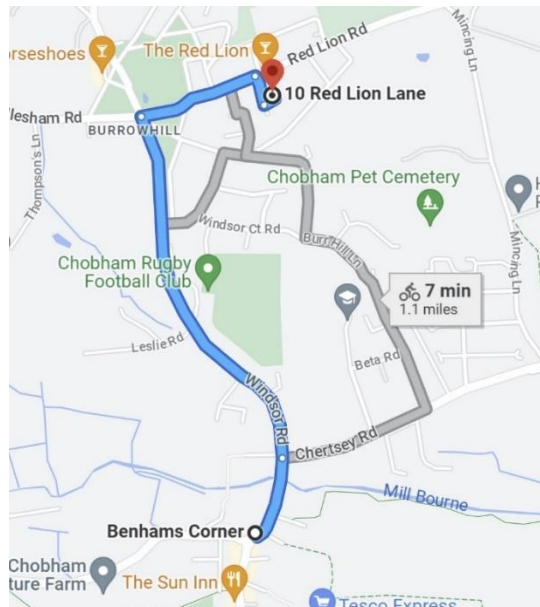 orseshoes
The Red Lion
Red Lion Rd
Mincing Ln
10 Red Lion Lane
llesham Rd
BURROWHILL
Thompson's Ln
Chobham Pet Cemetery
H
P
Windsor Ct Rd
Burr Hill Ln
Mincing Ln
Chobham Rugby
Football Club
7 min
1.1 miles
Leslie Rd
Beta Rd
Windsor Rd
Chertsey Rd
Mill Bourne
Benhams Corner
Chobham
ture Farm
The Sun Inn
Tesco Express